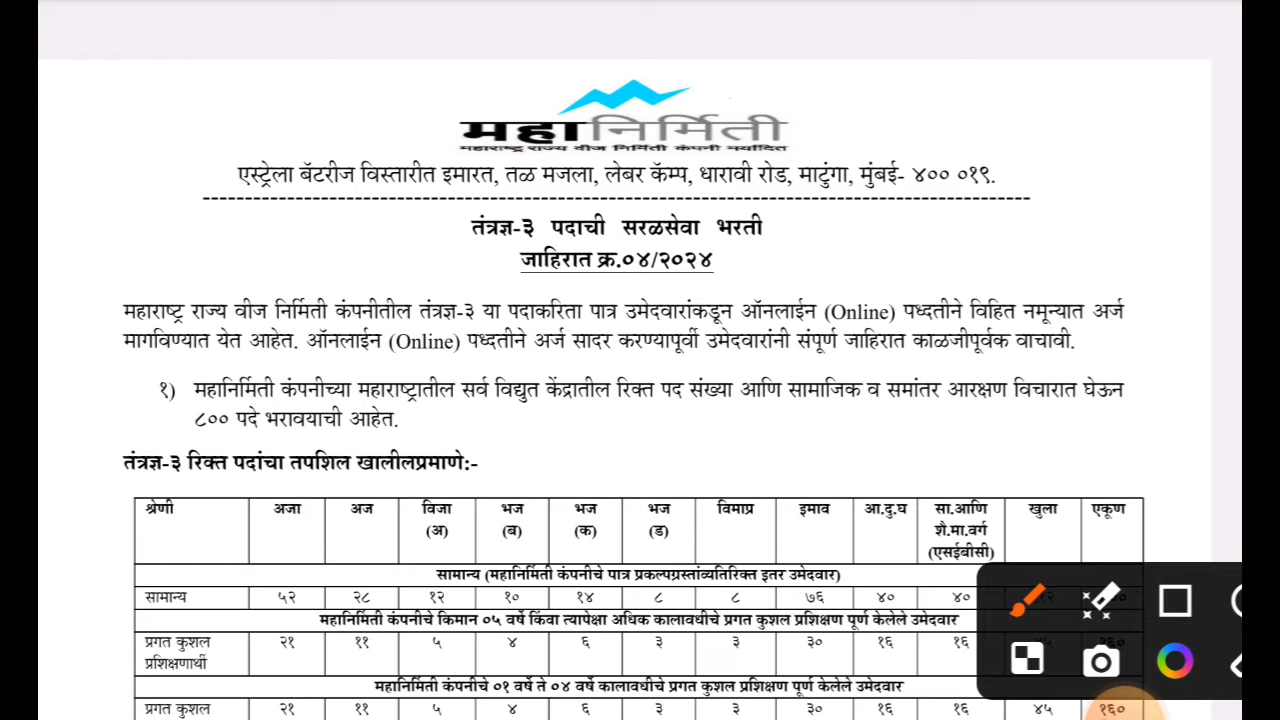 महानिर्मिती
महाराष्ट्र राज्य वीज निर्मिती कंपनी मर्यादित
एस्ट्रेला बॅटरीज विस्तारीत इमारत, तळ मजला, लेबर कॅम्प, धारावी रोड, माटुंगा, मुंबई- ४०० ०१९.
तंत्रज्ञ-३ पदाची सरळसेवा भरती
जाहिरात क्र.०४/२०२४
महाराष्ट्र राज्य वीज निर्मिती कंपनीतील तंत्रज्ञ-३ या पदाकरिता पात्र उमेदवारांकडून ऑनलाईन (Online) पध्दतीने विहित नमून्यात अर्ज
मागविण्यात येत आहेत. ऑनलाईन (Online) पध्दतीने अर्ज सादर करण्यापूर्वी उमेदवारांनी संपूर्ण जाहिरात काळजीपूर्वक वाचावी.
१) महानिर्मिती कंपनीच्या महाराष्ट्रातील सर्व विद्युत केंद्रातील रिक्त पद संख्या आणि सामाजिक व समांतर आरक्षण विचारात घेऊन
८०० पदे भरावयाची आहेत.
तंत्रज्ञ-३ रिक्त पदांचा तपशिल खालीलप्रमाणे:-
श्रेणी अजा अज विजा भज भज भज विमाप्र इमाव आ.दु.घ सा.आणि खुला एकूण
(अ) (ब) (क) (ड) शै.मा.वर्ग
(एसईबीसी)
सामान्य (महानिर्मिती कंपनीचे पात्र प्रकल्पग्रस्तांव्यतिरिक्त इतर उमेदवार)
सामान्य ५२ २८ १२ १० १४ ८ ८ ७६ ४० ४०
महानिर्मिती कंपनीचे किमान ०५ वर्षे किंवा त्यापेक्षा अधिक कालावधीचे प्रगत कुशल प्रशिक्षण पूर्ण केलेले उमेदवार
प्रगत कुशल २१ ११ ५ ४ ६ ३ ३ ३० १६ १६ ४५ १६०
प्रशिक्षणार्थी
महानिर्मिती कंपनीचे ०१ वर्षे ते ०४ वर्षे कालावधीचे प्रगत कुशल प्रशिक्षण पूर्ण केलेले उमेदवार
प्रगत कुशल २१ ११ ५ ४ ६ ३ ३ ३० १६ १६ ४५ १६०